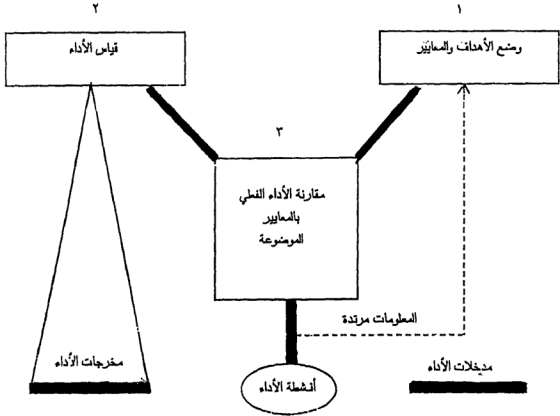 ١
٢
وضع الأهداف والمعايير
قياس الأداء
٣
مقارنة الأداء الفعلي
بالمعايير
الموضوعة
المعلومات مرتدة
مدخلات الأداء
أنشطة الأداء
مخرجات الأداء